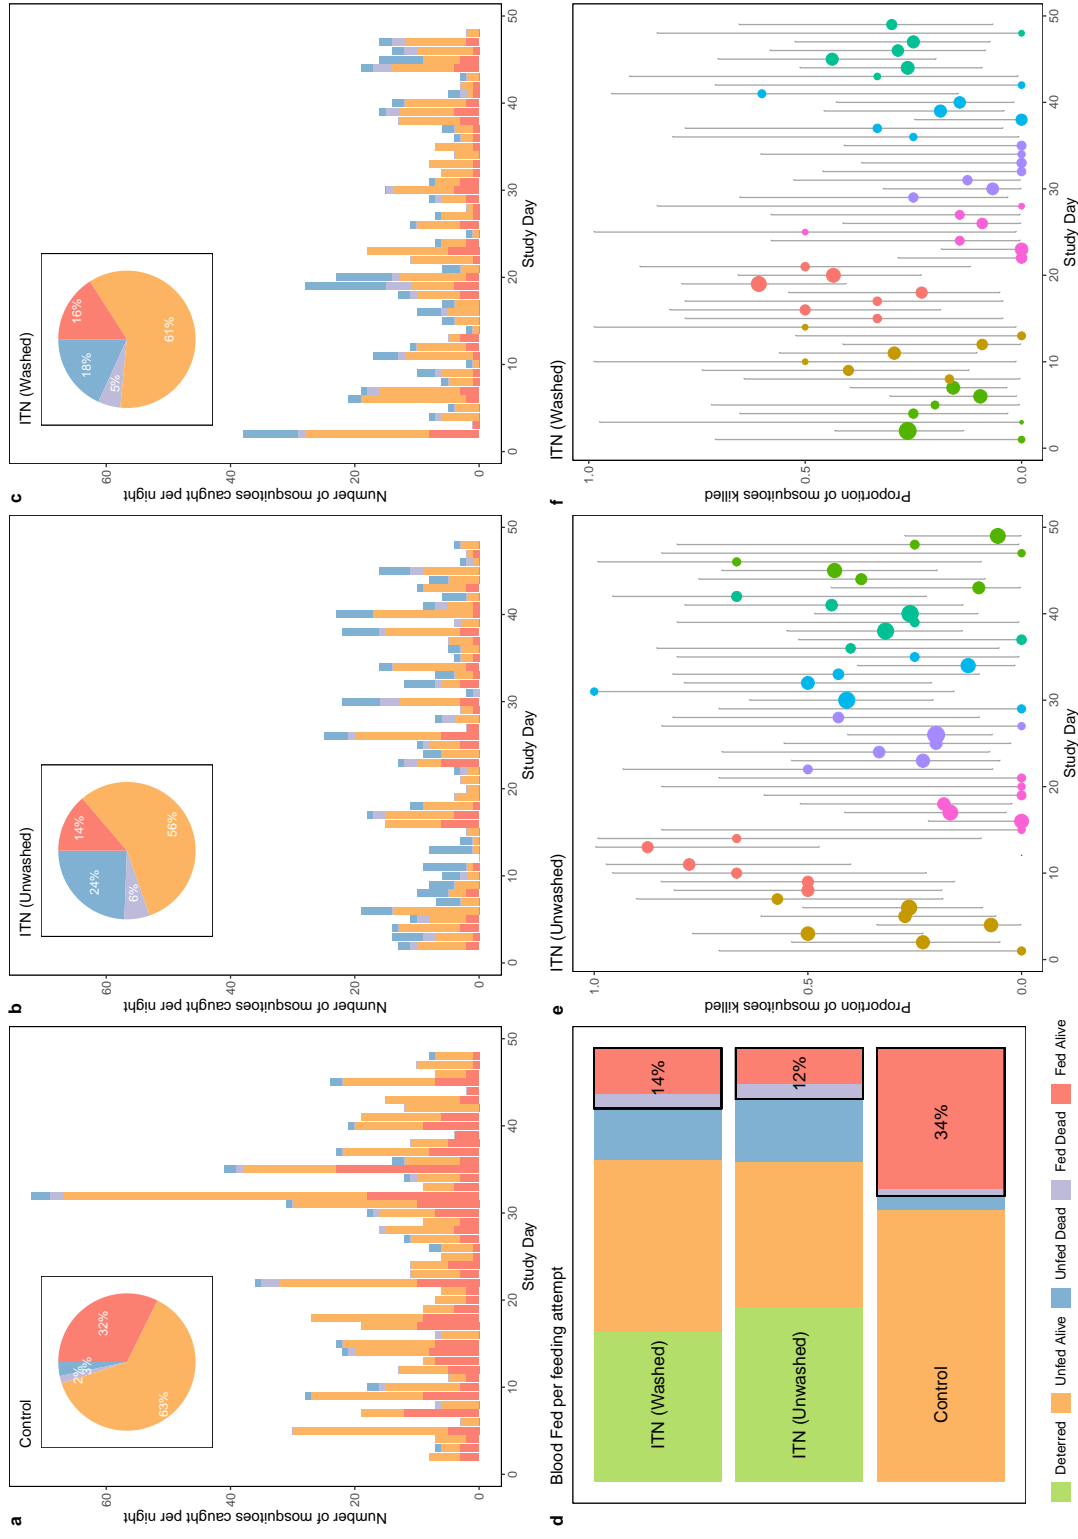 a
Control
Number of mosquitoes caught per night
0
20
40
60
0
10
20
30
40
50
Study Day
32%
63%
2%
3%
b
ITN (Unwashed)
Number of mosquitoes caught per night
0
20
40
60
0
10
20
30
40
50
Study Day
14%
56%
6%
24%
c
ITN (Washed)
Number of mosquitoes caught per night
0
20
40
60
0
10
20
30
40
50
Study Day
16%
61%
5%
18%
d
Blood Fed per feeding attempt
ITN (Washed)
14%
ITN (Unwashed)
12%
Control
34%
Deterred
Unfed Alive
Unfed Dead
Fed Dead
Fed Alive
e
ITN (Unwashed)
Proportion of mosquitoes killed
0.0
0.5
1.0
0
10
20
30
40
50
Study Day
f
ITN (Washed)
Proportion of mosquitoes killed
0.0
0.5
1.0
0
10
20
30
40
50
Study Day